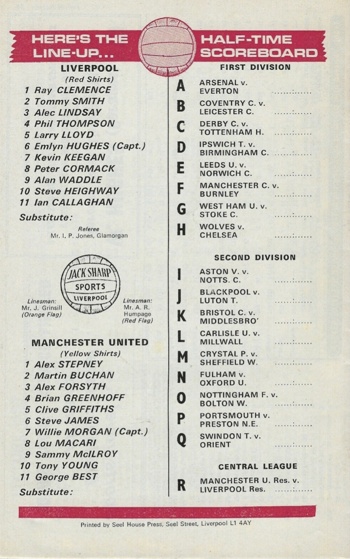 HERE'S THE
LINE-UP...
HALF-TIME
SCOREBOARD
LIVERPOOL
(Red Shirts)
1 Ray CLEMENCE
2 Tommy SMITH
3 Alec LINDSAY
4 Phil THOMPSON
5 Larry LLOYD
6 Emlyn HUGHES (Capt.)
7 Kevin KEEGAN
8 Peter CORMACK
9 Alan WADDLE
10 Steve HEIGHWAY
11 Ian CALLAGHAN
Substitute:
Referee
Mr. I. P. Jones, Glamorgan
JACK SHARP
SPORTS
LIVERPOOL
Linesman:
Mr. J. Grinsill
(Orange Flag)
Linesman:
Mr. A. R.
Humpage
(Red Flag)
MANCHESTER UNITED
(Yellow Shirts)
1 Alex STEPNEY
2 Martin BUCHAN
3 Alex FORSYTH
4 Brian GREENHOFF
5 Clive GRIFFITHS
6 Steve JAMES
7 Willie MORGAN (Capt.)
8 Lou MACARI
9 Sammy McILROY
10 Tony YOUNG
11 George BEST
Substitute:
FIRST DIVISION
A ARSENAL v.
EVERTON ..........:..........
B COVENTRY C. v.
LEICESTER C. ..........:..........
C DERBY C. v.
TOTTENHAM H. ..........:..........
D IPSWICH T. v.
BIRMINGHAM C. ..........:..........
E LEEDS U. v.
NORWICH C. ..........:..........
F MANCHESTER C. v.
BURNLEY ..........:..........
G WEST HAM U. v.
STOKE C. ..........:..........
H WOLVES v.
CHELSEA ..........:..........
SECOND DIVISION
I ASTON V. v.
NOTTS. C. ..........:..........
J BLACKPOOL v.
LUTON T. ..........:..........
K BRISTOL C. v.
MIDDLESBRO' ..........:..........
L CARLISLE U. v.
MILLWALL ..........:..........
M CRYSTAL P. v.
SHEFFIELD W. ..........:..........
N FULHAM v.
OXFORD U. ..........:..........
O NOTTINGHAM F. v.
BOLTON W. ..........:..........
P PORTSMOUTH v.
PRESTON N.E. ..........:..........
Q SWINDON T. v.
ORIENT ..........:..........
CENTRAL LEAGUE
R MANCHESTER U. Res. v.
LIVERPOOL Res. ..........:..........
Printed by Seel House Press, Seel Street, Liverpool L1 4AY